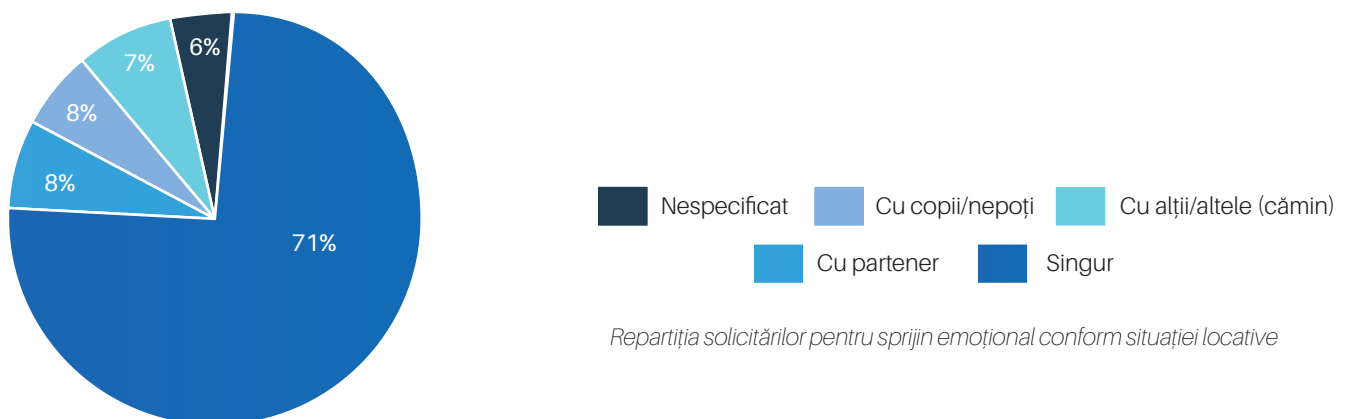 6%
7%
8%
8%
71%
Nespecificat Cu copii/nepoți Cu alții/altele (cămin)
Cu partener Singur
Repartiția solicitărilor pentru sprijin emoțional conform situației locative